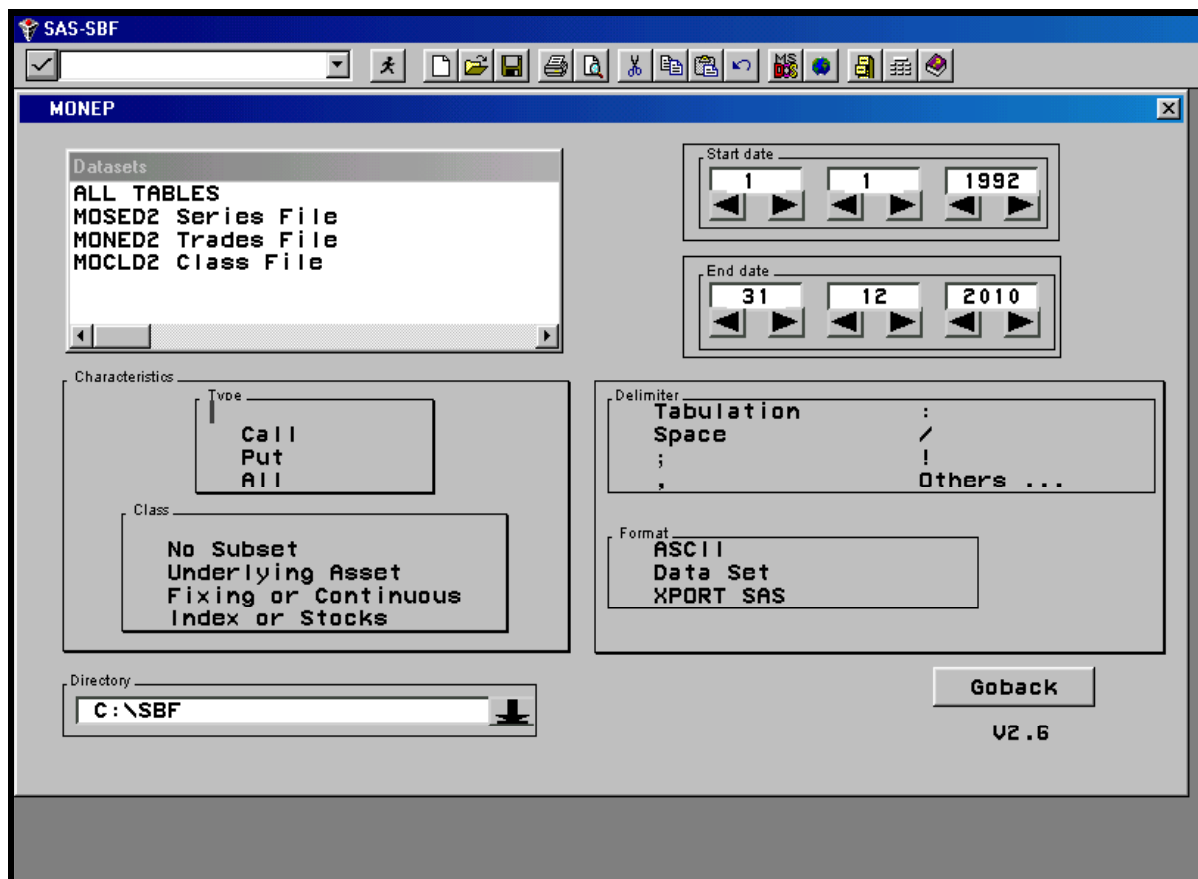 SAS-SBF
MS
DOS
MONEP
Datasets
ALL TABLES
MOSED2 Series File
MONED2 Trades File
MOCLD2 Class File
Start date
1 1 1992
End date
31 12 2010
Characteristics
Type
Call
Put
All
Class
No Subset
Underlying Asset
Fixing or Continuous
Index or Stocks
Delimiter
Tabulation :
Space /
; !
, Others ...
Format
ASCII
Data Set
XPORT SAS
Directory
C:\SBF
Goback
V2.6